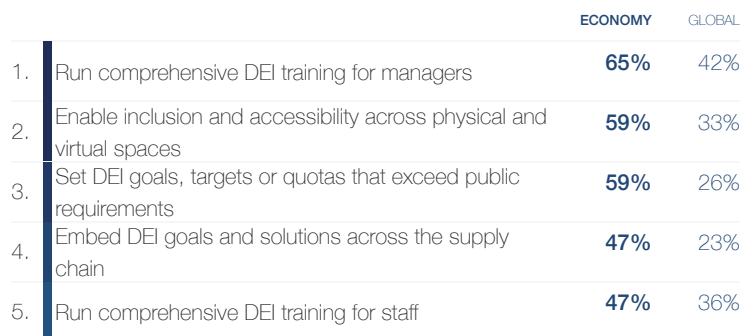 ECONOMY GLOBAL
1. Run comprehensive DEI training for managers 65% 42%
2. Enable inclusion and accessibility across physical and
virtual spaces 59% 33%
3. Set DEI goals, targets or quotas that exceed public
requirements 59% 26%
4. Embed DEI goals and solutions across the supply
chain 47% 23%
5. Run comprehensive DEI training for staff 47% 36%